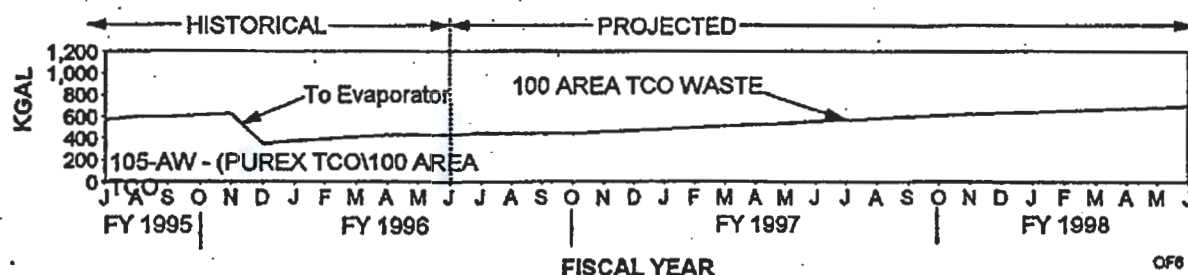 HISTORICAL PROJECTED
1,200
1,000
800
600
400
200
0
KGAL
To Evaporator
100 AREA TCO WASTE
105-AW - (PUREX TCO\100 AREA
TCO
J A S O N D J F M A M J J A S O N D J F M A M J J A S O N D J F M A M J
FY 1995 FY 1996 FY 1997 FY 1998
FISCAL YEAR
OF6